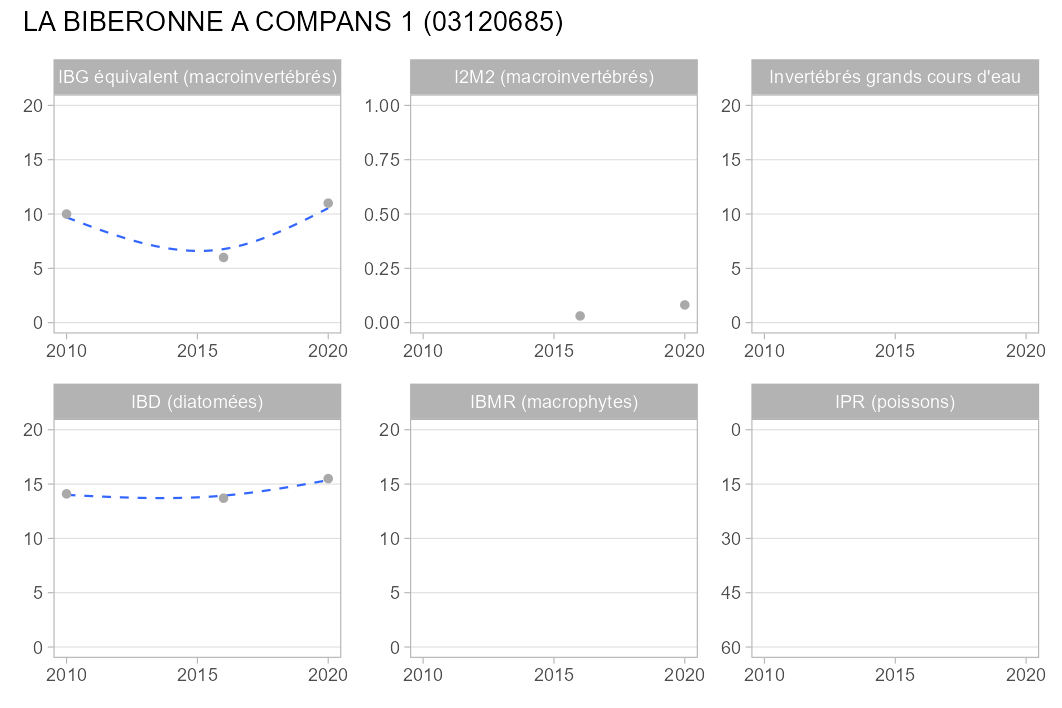 LA BIBERONNE A COMPANS 1 (03120685)
IBG équivalent (macroinvertébrés)
20
15
10
5
0
2010 2015 2020
I2M2 (macroinvertébrés)
1.00
0.75
0.50
0.25
0.00
2010 2015 2020
Invertébrés grands cours d'eau
20
15
10
5
0
2010 2015 2020
IBD (diatomées)
20
15
10
5
0
2010 2015 2020
IBMR (macrophytes)
20
15
10
5
0
2010 2015 2020
IPR (poissons)
0
15
30
45
60
2010 2015 2020